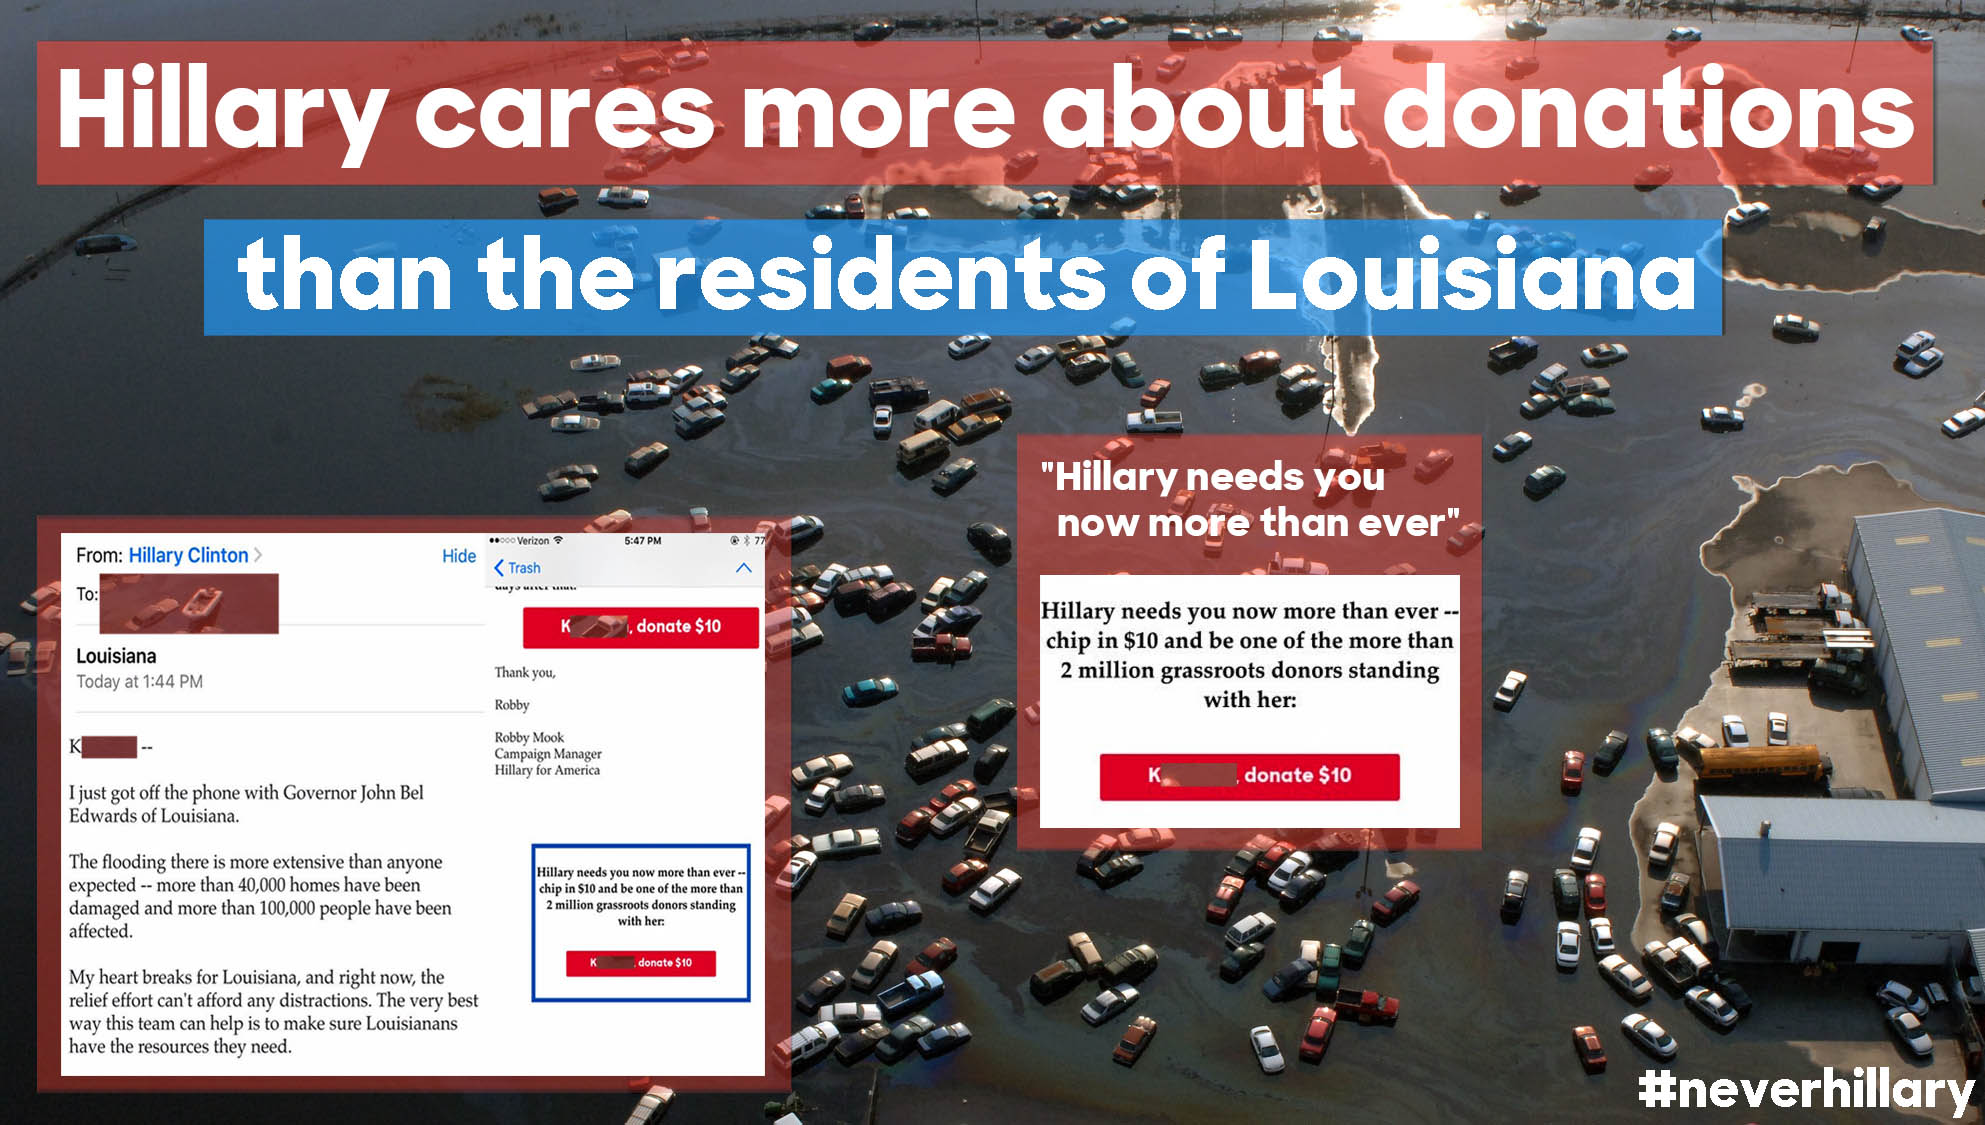 Hillary cares more about donations
than the residents of Louisiana
"Hillary needs you
now more than ever"
Hillary needs you now more than ever --
chip in $10 and be one of the more than
2 million grassroots donors standing
with her:
K , donate $10
From: Hillary Clinton >
Hide
To:
Louisiana
Today at 1:44 PM
K --
I just got off the phone with Governor John Bel
Edwards of Louisiana.
The flooding there is more extensive than anyone
expected -- more than 40,000 homes have been
damaged and more than 100,000 people have been
affected.
My heart breaks for Louisiana, and right now, the
relief effort can't afford any distractions. The very best
way this team can help is to make sure Louisianans
have the resources they need.
Verizon 5:47 PM 77
Trash
days after that.
K , donate $10
Thank you,
Robby
Robby Mook
Campaign Manager
Hillary for America
Hillary needs you now more than ever --
chip in $10 and be one of the more than
2 million grassroots donors standing
with her:
K , donate $10
#neverhillary